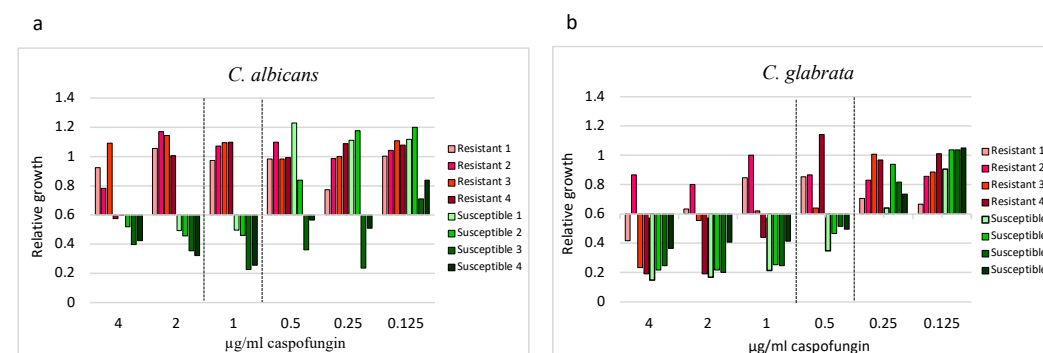 a
C. albicans
1.4
1.2
1
0.8
0.6
0.4
0.2
0
Relative growth
4 2 1 0.5 0.25 0.125
µg/ml caspofungin
Resistant 1
Resistant 2
Resistant 3
Resistant 4
Susceptible 1
Susceptible 2
Susceptible 3
Susceptible 4
b
C. glabrata
1.4
1.2
1
0.8
0.6
0.4
0.2
0
Relative growth
4 2 1 0.5 0.25 0.125
µg/ml caspofungin
Resistant 1
Resistant 2
Resistant 3
Resistant 4
Susceptible
Susceptible
Susceptible
Susceptible